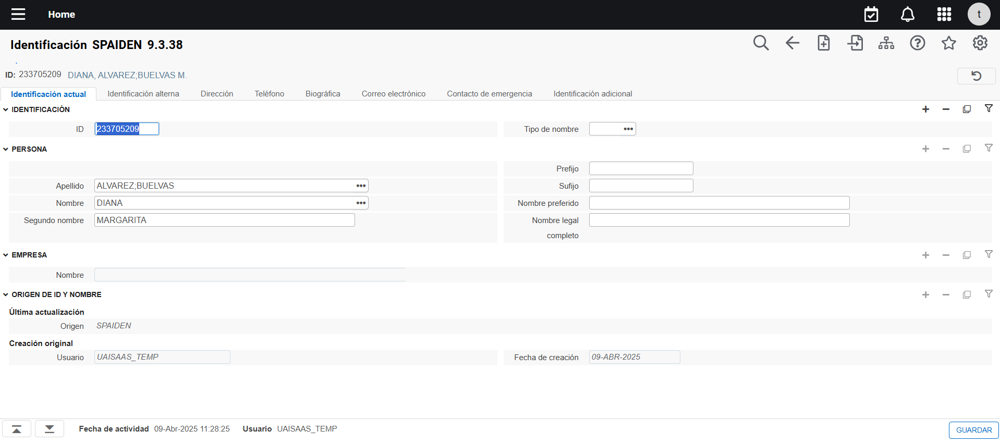 Home
t
Identificación SPAIDEN 9.3.38
.
ID: 233705209 DIANA, ALVAREZ;BUELVAS M.
Identificación actual Identificación alterna Dirección Teléfono Biográfica Correo electrónico Contacto de emergencia Identificación adicional
IDENTIFICACIÓN
ID 233705209 Tipo de nombre
PERSONA
Prefijo
Apellido ALVAREZ;BUELVAS Sufijo
Nombre DIANA Nombre preferido
Segundo nombre MARGARITA Nombre legal
completo
EMPRESA
Nombre
ORIGEN DE ID Y NOMBRE
Última actualización
Origen SPAIDEN
Creación original
Usuario UAISAAS_TEMP Fecha de creación 09-ABR-2025
Fecha de actividad 09-Abr-2025 11:28:25 Usuario UAISAAS_TEMP
GUARDAR